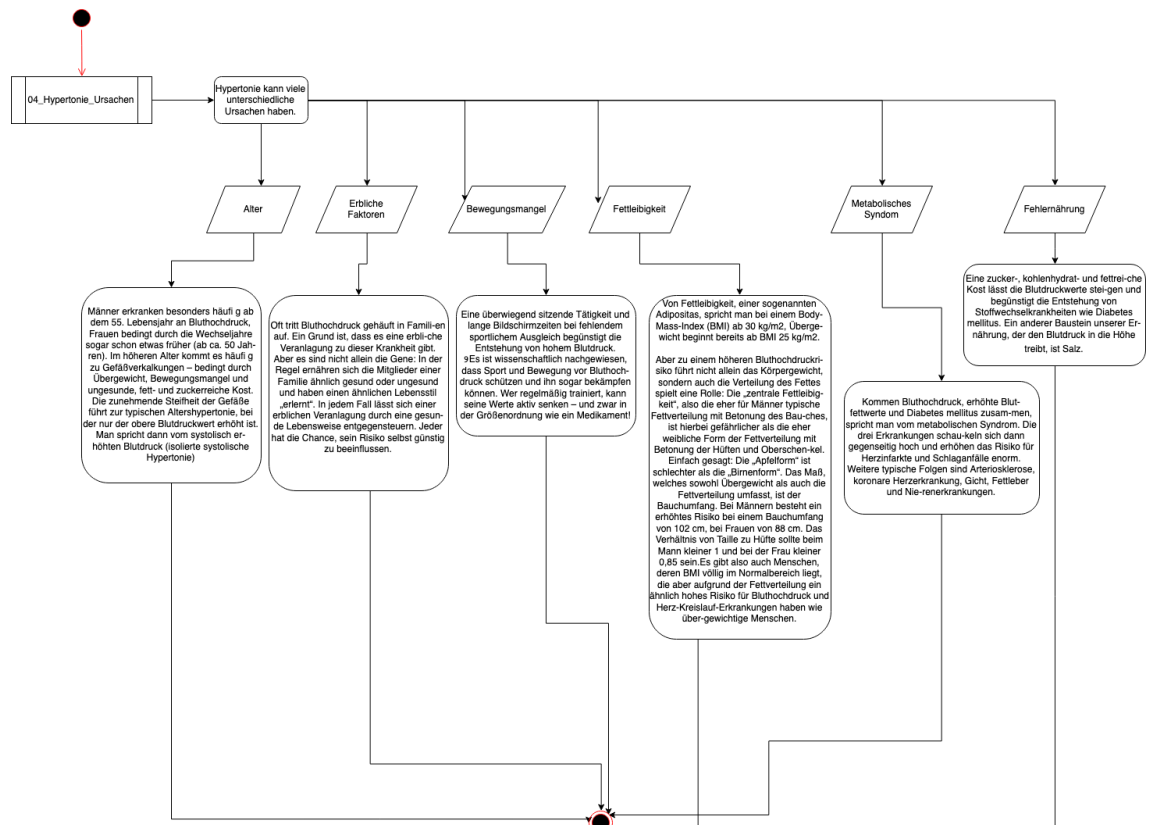 04_Hypertonie_Ursachen
Hypertonie kann viele
unterschiedliche
Ursachen haben.
Alter
Erbliche
Faktoren
Bewegungsmangel
Fettleibigkeit
Metabolisches
Syndom
Fehlernährung
Männer erkranken besonders häufi g ab
dem 55. Lebensjahr an Bluthochdruck,
Frauen bedingt durch die Wechseljahre
sogar schon etwas früher (ab ca. 50 Jah-
ren). Im höheren Alter kommt es häufi g
zu Gefäßverkalkungen – bedingt durch
Übergewicht, Bewegungsmangel und
ungesunde, fett- und zuckerreiche Kost.
Die zunehmende Steifheit der Gefäße
führt zur typischen Altershypertonie, bei
der nur der obere Blutdruckwert erhöht ist.
Man spricht dann vom systolisch er-
höhten Blutdruck (isolierte systolische
Hypertonie)
Oft tritt Bluthochdruck gehäuft in Famili-en
auf. Ein Grund ist, dass es eine erbli-che
Veranlagung zu dieser Krankheit gibt.
Aber es sind nicht allein die Gene: In der
Regel ernähren sich die Mitglieder einer
Familie ähnlich gesund oder ungesund
und haben einen ähnlichen Lebensstil
„erlernt“. In jedem Fall lässt sich einer
erblichen Veranlagung durch eine gesun-
de Lebensweise entgegensteuern. Jeder
hat die Chance, sein Risiko selbst günstig
zu beeinflussen.
Eine überwiegend sitzende Tätigkeit und
lange Bildschirmzeiten bei fehlendem
sportlichem Ausgleich begünstigt die
Entstehung von hohem Blutdruck.
9Es ist wissenschaftlich nachgewiesen,
dass Sport und Bewegung vor Bluthoch-
druck schützen und ihn sogar bekämpfen
können. Wer regelmäßig trainiert, kann
seine Werte aktiv senken – und zwar in
der Größenordnung wie ein Medikament!
Von Fettleibigkeit, einer sogenannten
Adipositas, spricht man bei einem Body-
Mass-Index (BMI) ab 30 kg/m2, Überge-
wicht beginnt bereits ab BMI 25 kg/m2.
Aber zu einem höheren Bluthochdruckri-
siko führt nicht allein das Körpergewicht,
sondern auch die Verteilung des Fettes
spielt eine Rolle: Die „zentrale Fettleibig-
keit“, also die eher für Männer typische
Fettverteilung mit Betonung des Bau-ches,
ist hierbei gefährlicher als die eher
weibliche Form der Fettverteilung mit
Betonung der Hüften und Oberschen-kel.
Einfach gesagt: Die „Apfelform“ ist
schlechter als die „Birnenform“. Das Maß,
welches sowohl Übergewicht als auch die
Fettverteilung umfasst, ist der
Bauchumfang. Bei Männern besteht ein
erhöhtes Risiko bei einem Bauchumfang
von 102 cm, bei Frauen von 88 cm. Das
Verhältnis von Taille zu Hüfte sollte beim
Mann kleiner 1 und bei der Frau kleiner
0,85 sein.Es gibt also auch Menschen,
deren BMI völlig im Normalbereich liegt,
die aber aufgrund der Fettverteilung ein
ähnlich hohes Risiko für Bluthochdruck und
Herz-Kreislauf-Erkrankungen haben wie
über-gewichtige Menschen.
Kommen Bluthochdruck, erhöhte Blut-
fettwerte und Diabetes mellitus zusam-men,
spricht man vom metabolischen Syndrom. Die
drei Erkrankungen schau-keln sich dann
gegenseitig hoch und erhöhen das Risiko für
Herzinfarkte und Schlaganfälle enorm.
Weitere typische Folgen sind Arteriosklerose,
koronare Herzerkrankung, Gicht, Fettleber
und Nie-renerkrankungen.
Eine zucker-, kohlenhydrat- und fettrei-che
Kost lässt die Blutdruckwerte stei-gen und
begünstigt die Entstehung von
Stoffwechselkrankheiten wie Diabetes
mellitus. Ein anderer Baustein unserer Er-
nährung, der den Blutdruck in die Höhe
treibt, ist Salz.